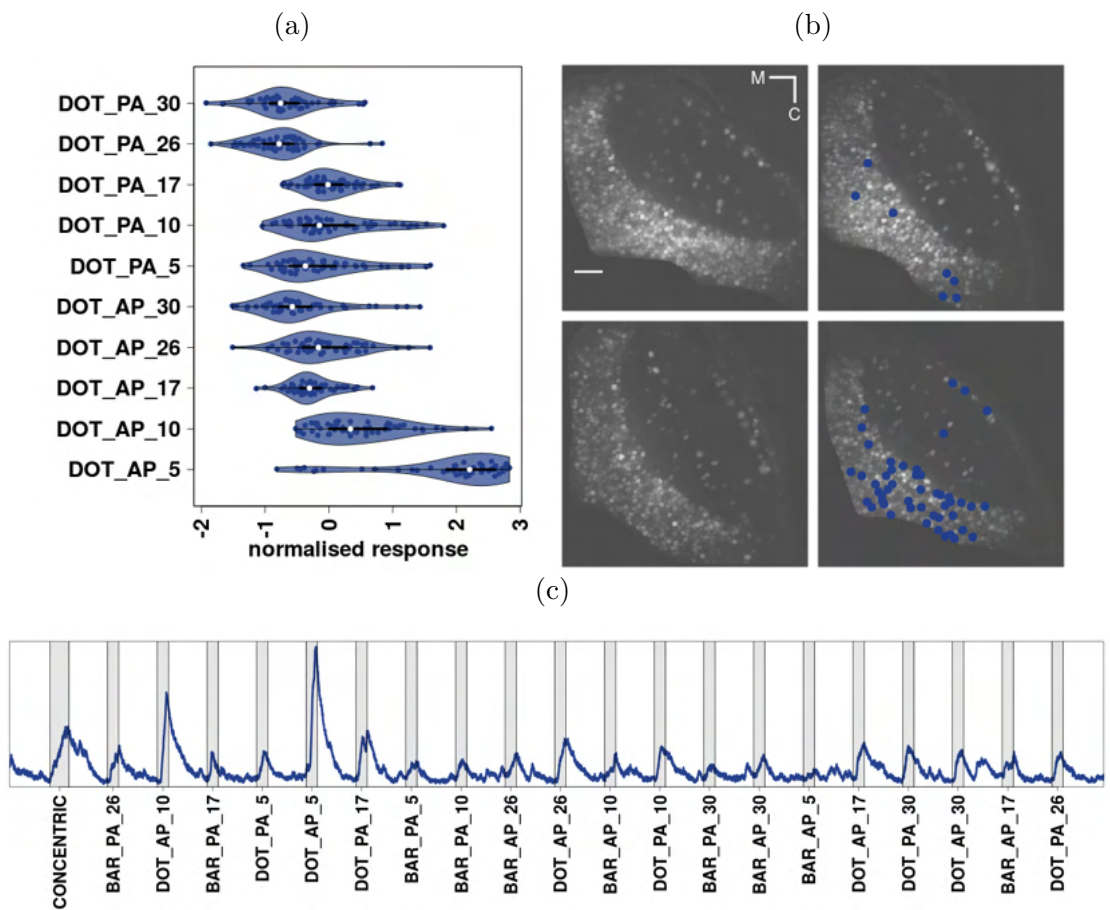 (a)
DOT_PA_30
DOT_PA_26
DOT_PA_17
DOT_PA_10
DOT_PA_5
DOT_AP_30
DOT_AP_26
DOT_AP_17
DOT_AP_10
DOT_AP_5
-2 -1 0 1 2 3
normalised response
(b)
M
C
(c)
CONCENTRIC
BAR_PA_26
DOT_AP_10
BAR_PA_17
DOT_PA_5
DOT_AP_5
DOT_PA_17
BAR_PA_5
BAR_PA_10
BAR_AP_26
DOT_AP_26
BAR_AP_10
DOT_PA_10
BAR_PA_30
BAR_AP_30
BAR_AP_5
DOT_AP_17
DOT_PA_30
DOT_AP_30
BAR_AP_17
DOT_PA_26